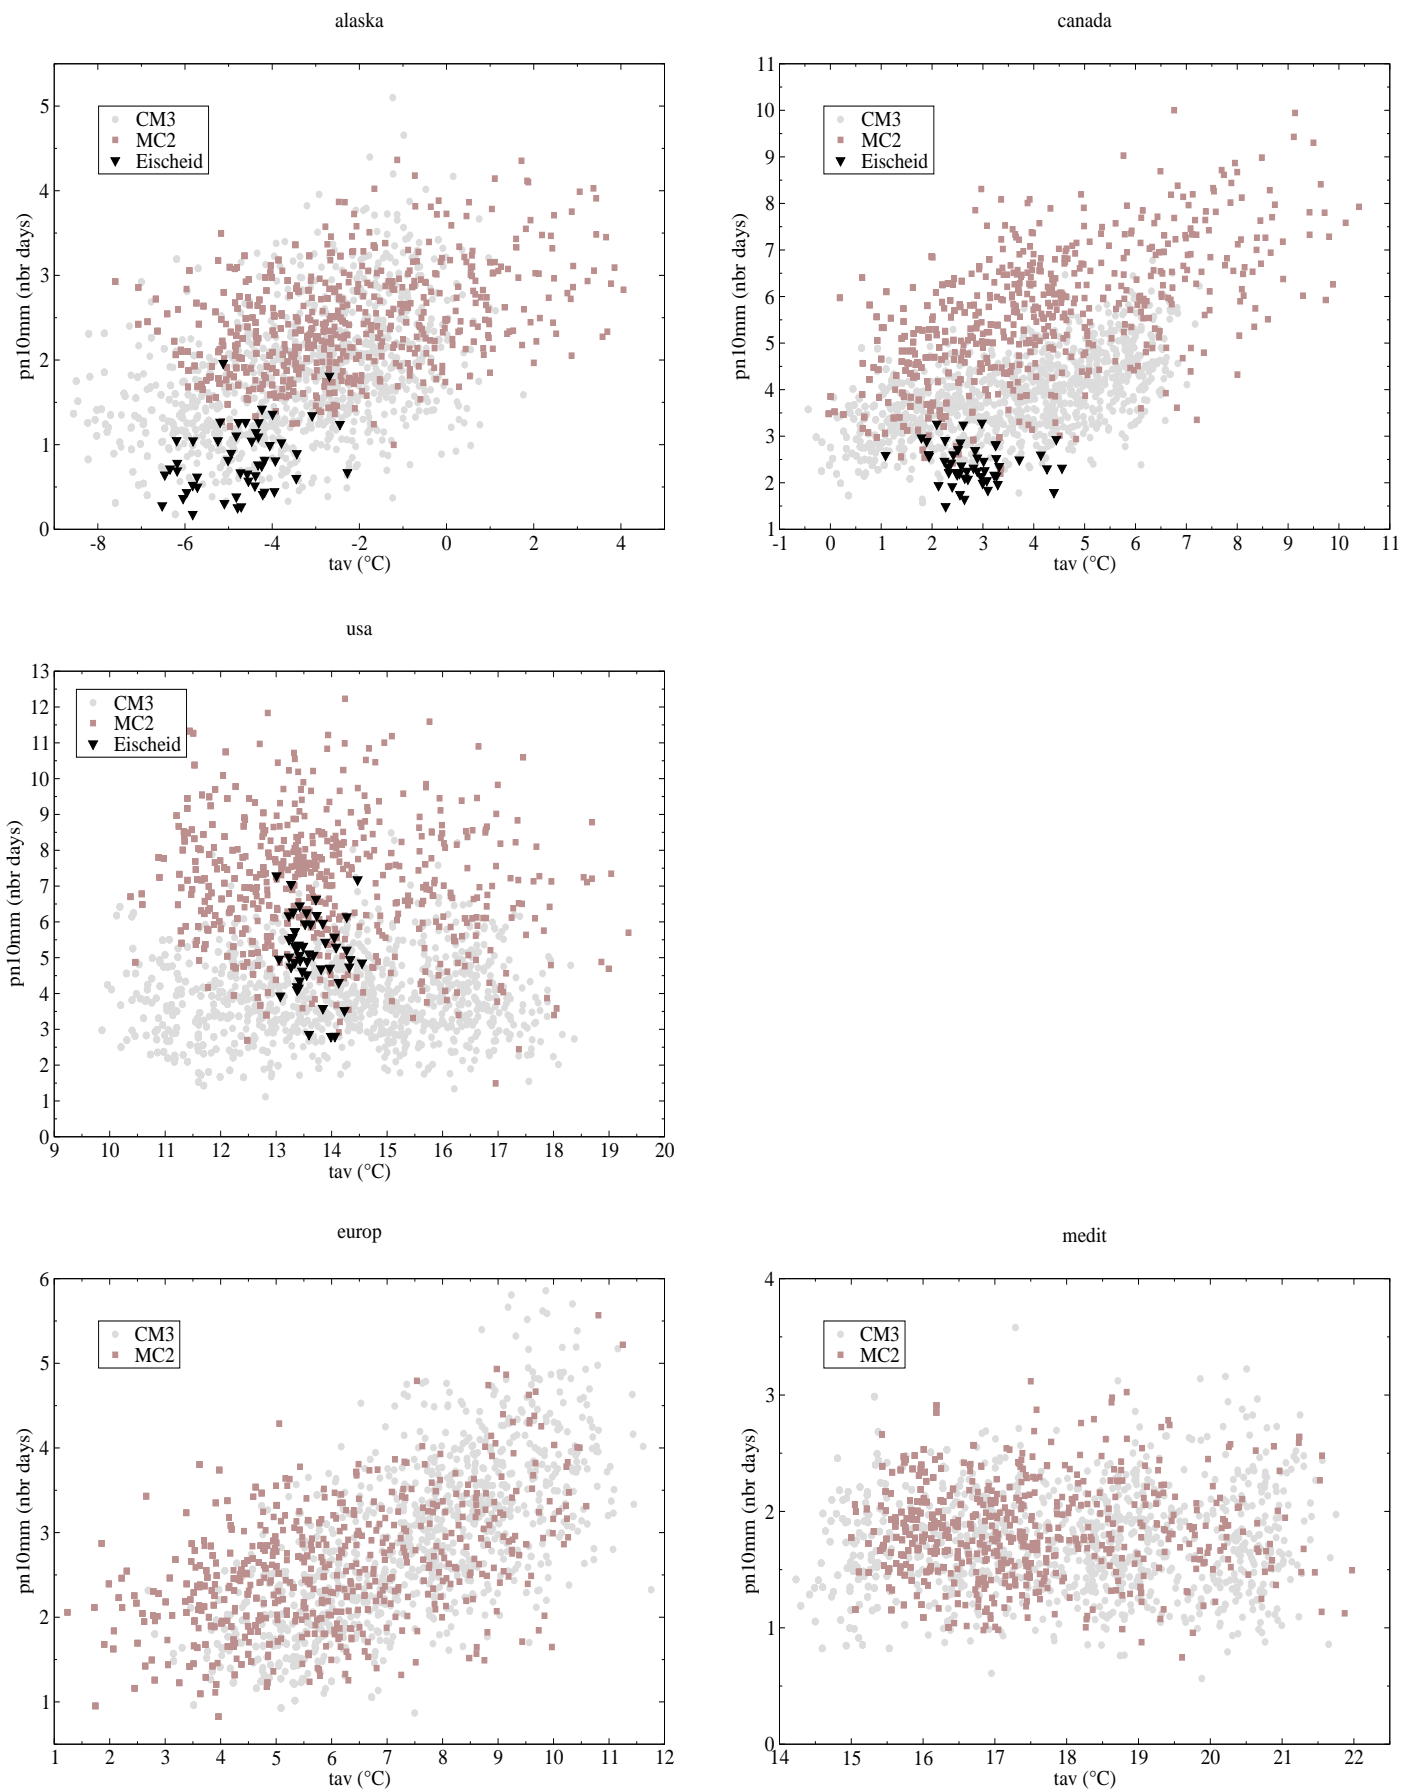 alaska
pn10mm (nbr days)
5
4
3
2
1
0
CM3
MC2
Eischeid
-8 -6 -4 -2 0 2 4
tav (°C)
canada
pn10mm (nbr days)
11
10
9
8
7
6
5
4
3
2
1
CM3
MC2
Eischeid
-1 0 1 2 3 4 5 6 7 8 9 10 11
tav (°C)
usa
pn10mm (nbr days)
13
12
11
10
9
8
7
6
5
4
3
2
1
0
CM3
MC2
Eischeid
9 10 11 12 13 14 15 16 17 18 19 20
tav (°C)
europ
pn10mm (nbr days)
6
5
4
3
2
1
CM3
MC2
1 2 3 4 5 6 7 8 9 10 11 12
tav (°C)
medit
pn10mm (nbr days)
4
3
2
1
0
CM3
MC2
14 15 16 17 18 19 20 21 22
tav (°C)